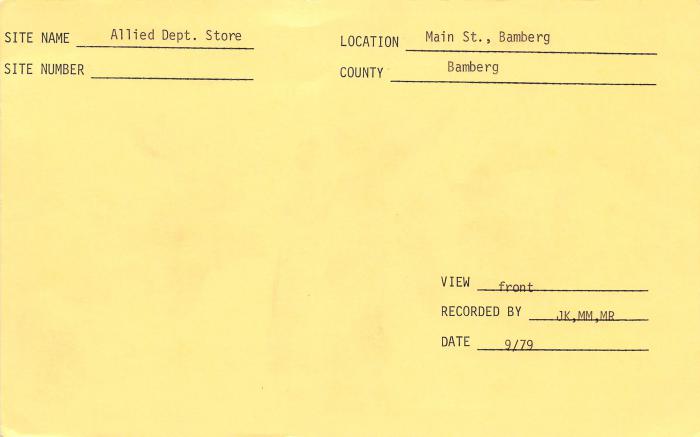 SITE NAME Allied Dept. Store
LOCATION Main St., Bamberg
SITE NUMBER
COUNTY Bamberg
VIEW front
RECORDED BY JK,MM,MR
DATE 9/79